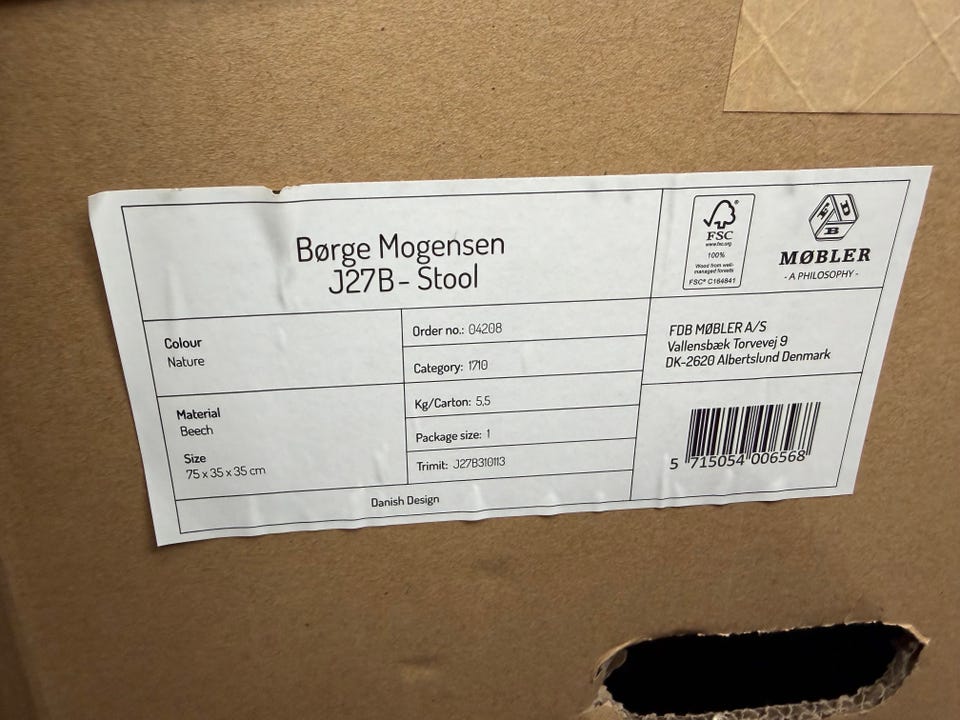 Børge Mogensen
J27B - Stool
Colour
Nature
Material
Beech
Size
75 x 35 x 35 cm
Order no.: 04208
Category: 1710
Kg/Carton: 5,5
Package size: 1
Trimit: J27B310113
Danish Design
FSC
www.fsc.org
100%
Wood from well-
managed forests
FSC® C164841
FDB
MØBLER
- A PHILOSOPHY -
FDB MØBLER A/S
Vallensbæk Torvevej 9
DK-2620 Albertslund Denmark
5 715054 006568